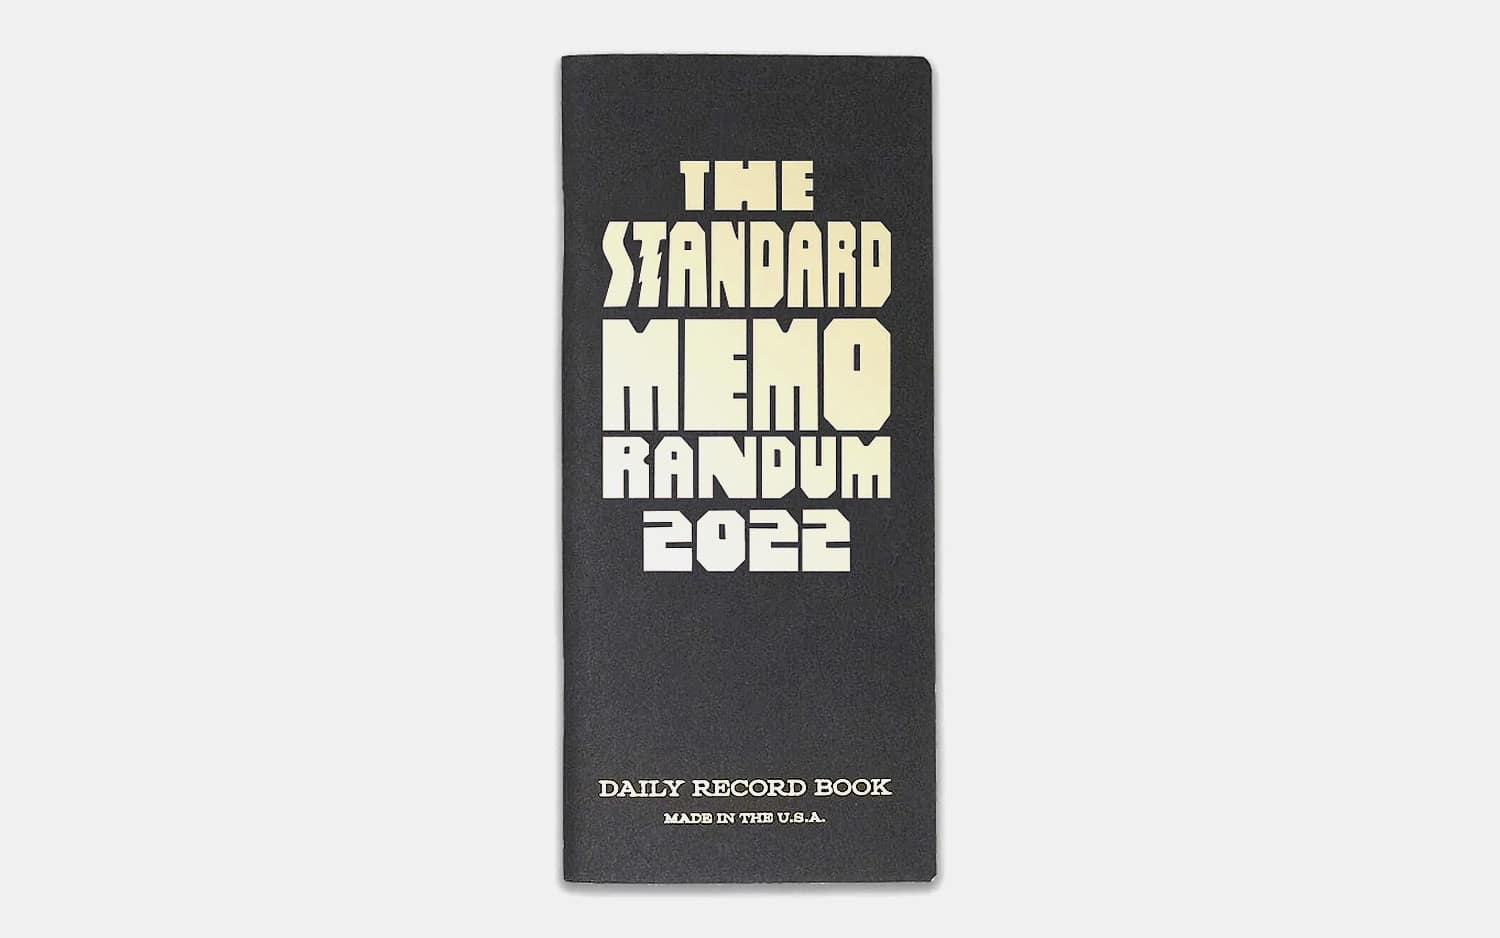 THE
STANDARD
MEMO
RANDUM
2022
DAILY RECORD BOOK
MADE IN THE U.S.A.